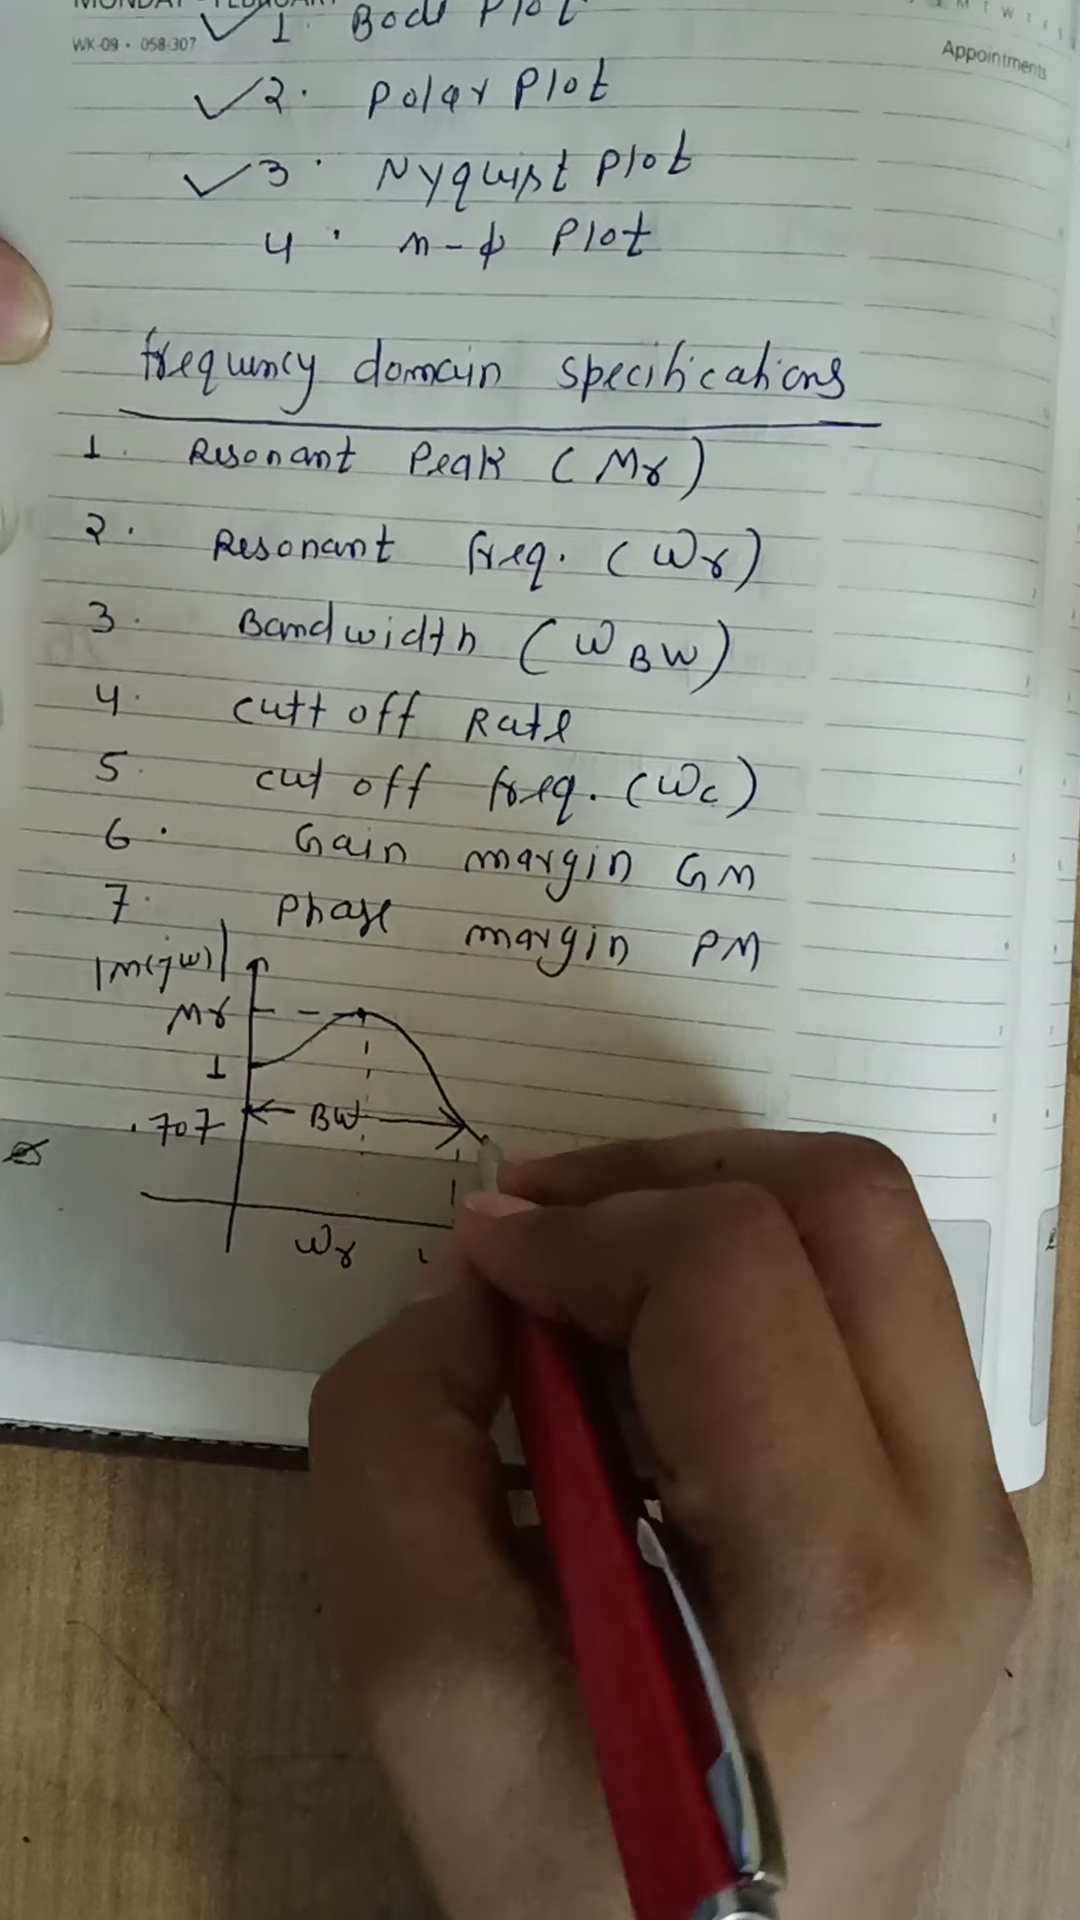 MONDAY FEBRUARY
1. Bode Plot
WK-09 • 058/307
Appointments
2. Polar Plot
3. Nyquist Plot
4. M-φ Plot
frequency domain specifications
1. Resonant Peak (Mr)
2. Resonant freq. (ωr)
3. Bandwidth (ωBW)
4. Cutt off Rate
5. cut off freq. (ωc)
6. Gain margin GM
7. Phase margin PM
|M(jω)|
Mr
1
.707
BW
ωr